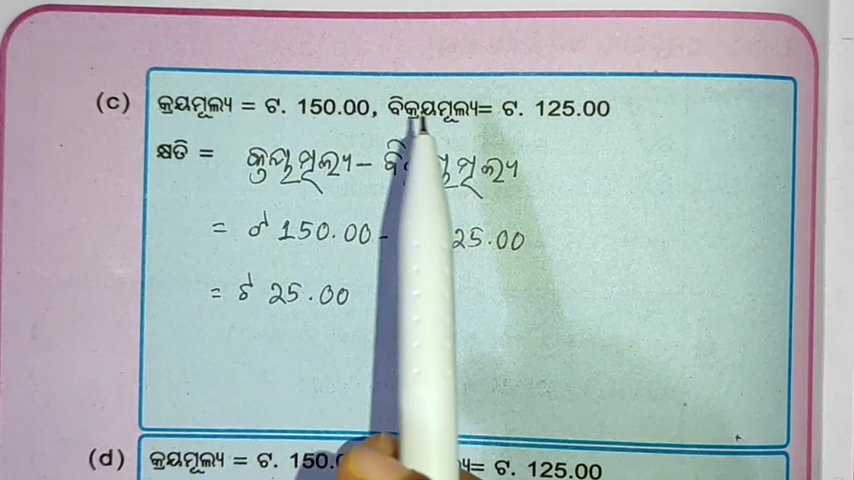 (c) କ୍ରୟମୂଲ୍ୟ = ଟ. 150.00, ବିକ୍ରୟମୂଲ୍ୟ= ଟ. 125.00
କ୍ଷତି = କ୍ରୟମୂଲ୍ୟ –
= ଟ 150.00 - 25.00
= ଟ 25.00
(d) କ୍ରୟମୂଲ୍ୟ = ଟ. 150. = ଟ. 125.00